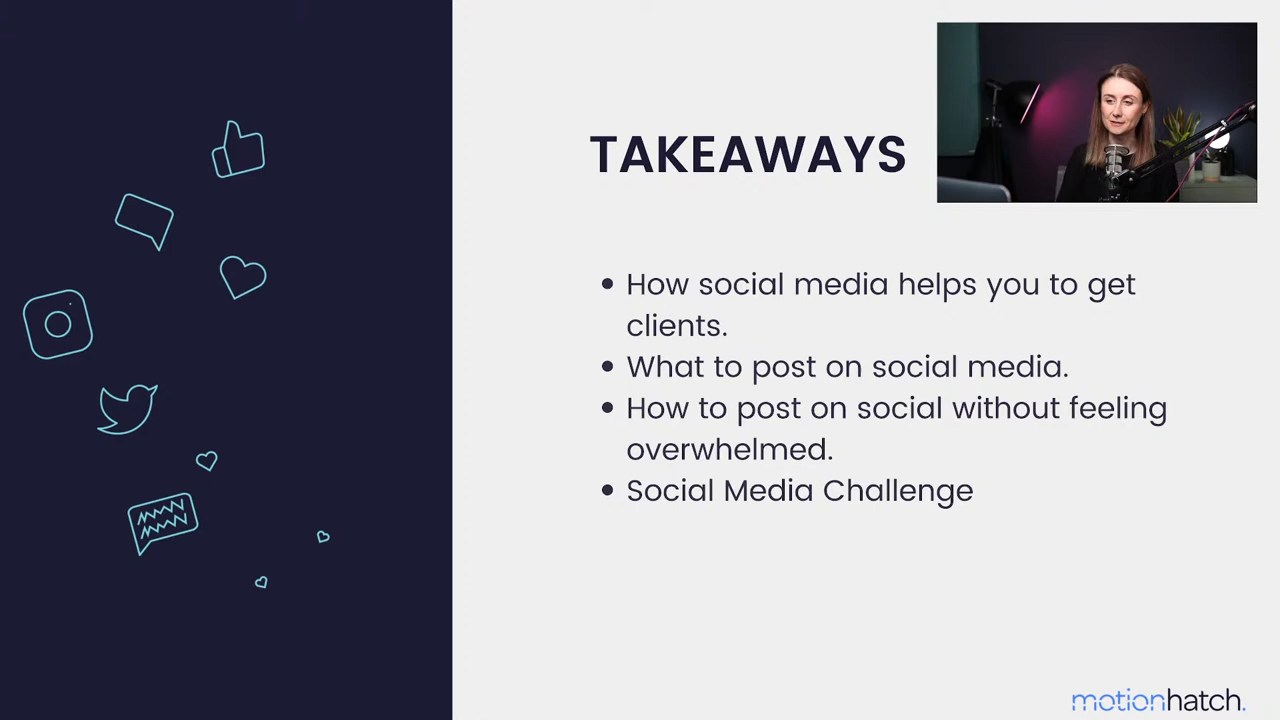 TAKEAWAYS
• How social media helps you to get
clients.
• What to post on social media.
• How to post on social without feeling
overwhelmed.
• Social Media Challenge
motionhatch.